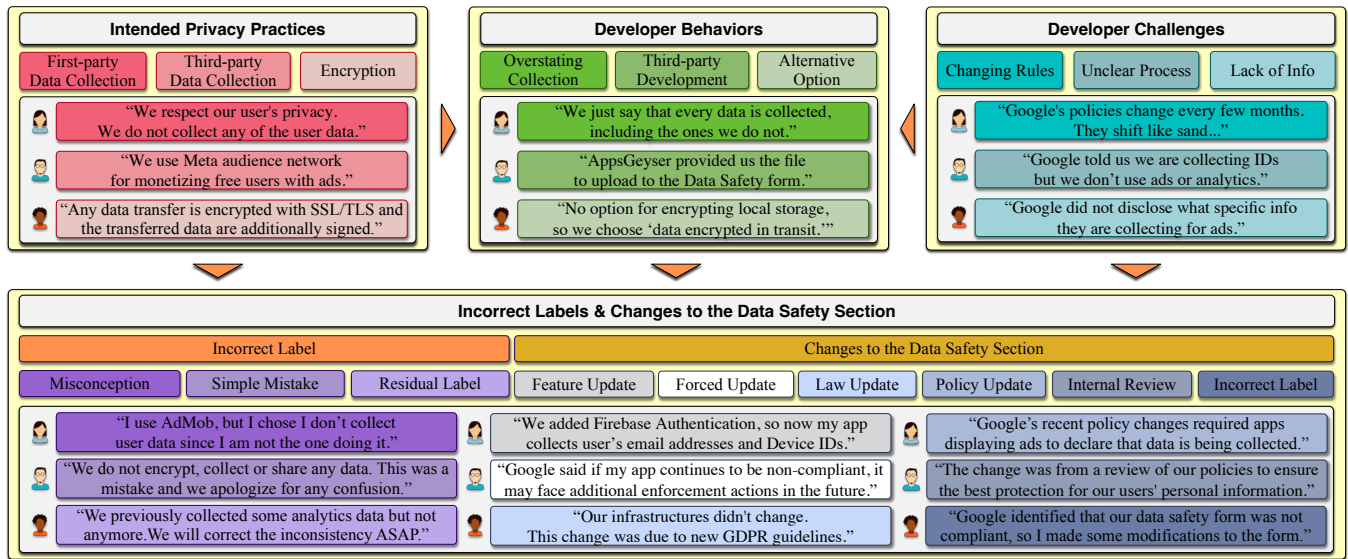 Intended Privacy Practices
First-party
Data Collection
Third-party
Data Collection
Encryption
“We respect our user's privacy.
We do not collect any of the user data.”
“We use Meta audience network
for monetizing free users with ads.”
“Any data transfer is encrypted with SSL/TLS and
the transferred data are additionally signed.”
Developer Behaviors
Overstating
Collection
Third-party
Development
Alternative
Option
“We just say that every data is collected,
including the ones we do not.”
“AppsGeyser provided us the file
to upload to the Data Safety form.”
“No option for encrypting local storage,
so we choose ‘data encrypted in transit.’”
Developer Challenges
Changing Rules
Unclear Process
Lack of Info
“Google's policies change every few months.
They shift like sand...”
“Google told us we are collecting IDs
but we don’t use ads or analytics.”
“Google did not disclose what specific info
they are collecting for ads.”
Incorrect Labels & Changes to the Data Safety Section
Incorrect Label
Changes to the Data Safety Section
Misconception
Simple Mistake
Residual Label
Feature Update
Forced Update
Law Update
Policy Update
Internal Review
Incorrect Label
“I use AdMob, but I chose I don’t collect
user data since I am not the one doing it.”
“We do not encrypt, collect or share any data. This was a
mistake and we apologize for any confusion.”
“We previously collected some analytics data but not
anymore.We will correct the inconsistency ASAP.”
“We added Firebase Authentication, so now my app
collects user’s email addresses and Device IDs.”
“Google said if my app continues to be non-compliant, it
may face additional enforcement actions in the future.”
“Our infrastructures didn't change.
This change was due to new GDPR guidelines.”
“Google’s recent policy changes required apps
displaying ads to declare that data is being collected.”
“The change was from a review of our policies to ensure
the best protection for our users' personal information.”
“Google identified that our data safety form was not
compliant, so I made some modifications to the form.”